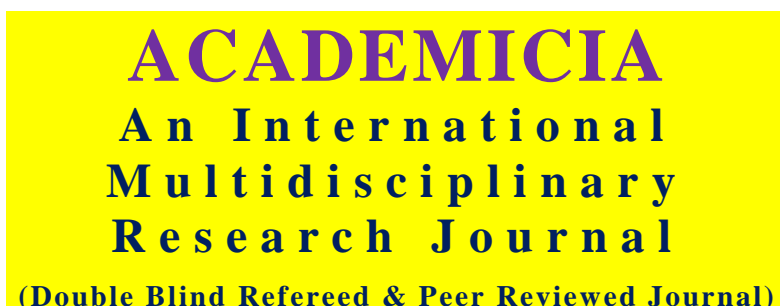 ACADEMICIA
An International
Multidisciplinary
Research Journal
(Double Blind Refereed & Peer Reviewed Journal)